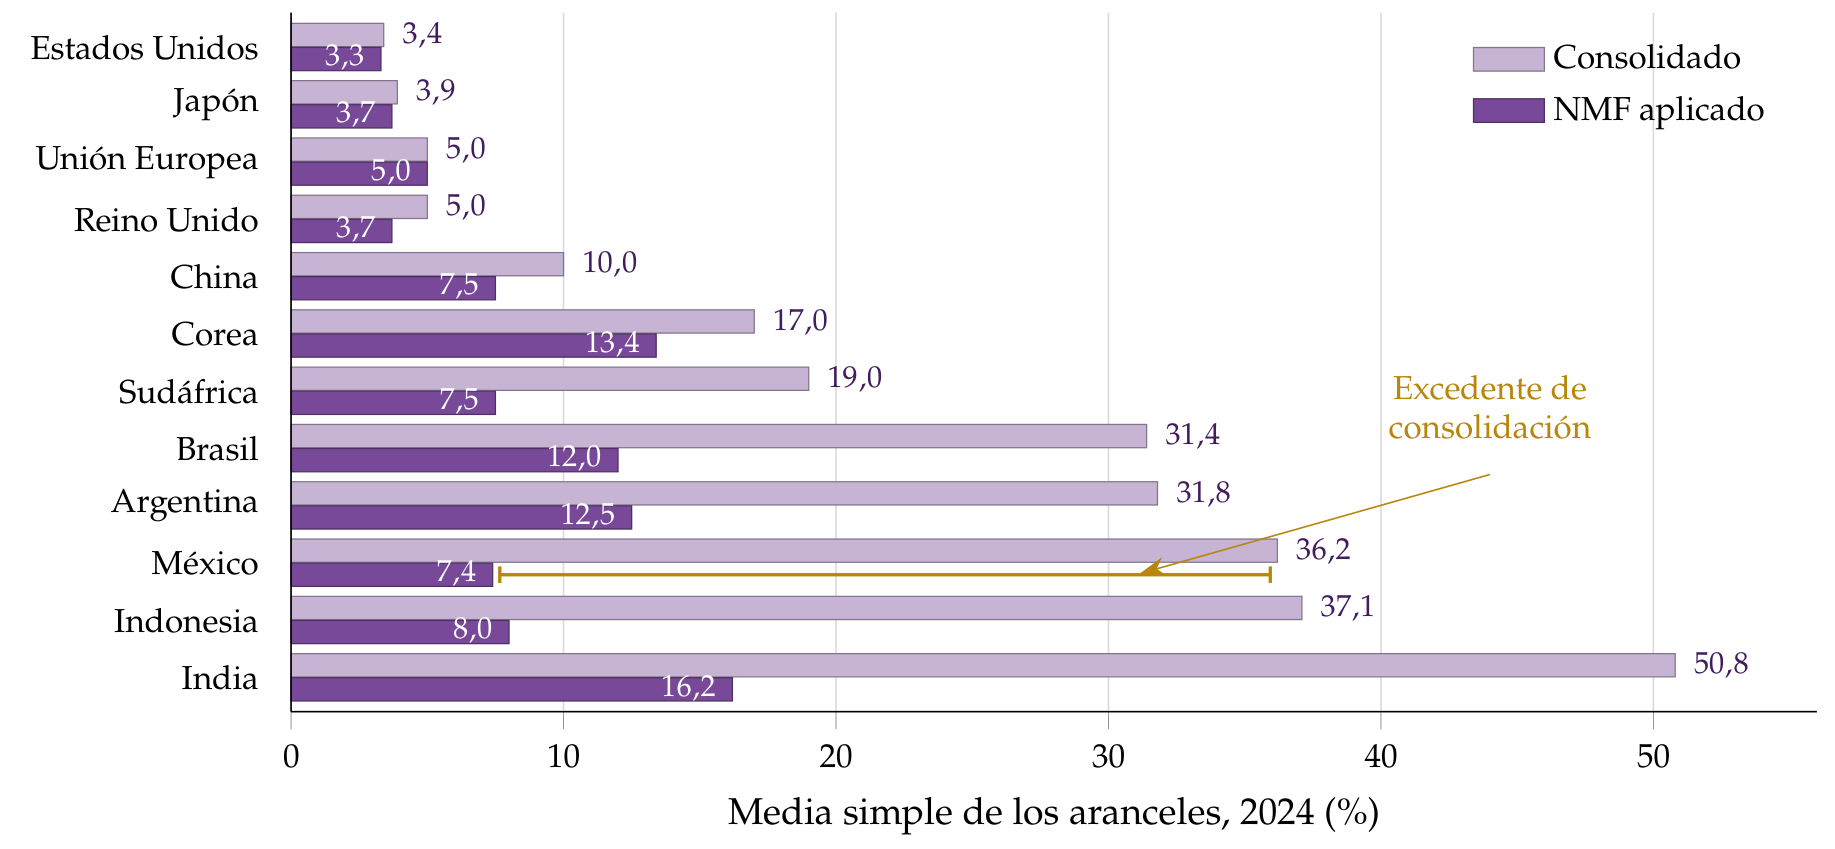 Estados Unidos 3,4
3,3
Japón 3,9
3,7
Unión Europea 5,0
5,0
Reino Unido 5,0
3,7
China 10,0
7,5
Corea 17,0
13,4
Sudáfrica 19,0
7,5
Brasil 31,4
12,0
Argentina 31,8
12,5
México 36,2
7,4
Indonesia 37,1
8,0
India 50,8
16,2
Consolidado
NMF aplicado
Excedente de
consolidación
0 10 20 30 40 50
Media simple de los aranceles, 2024 (%)